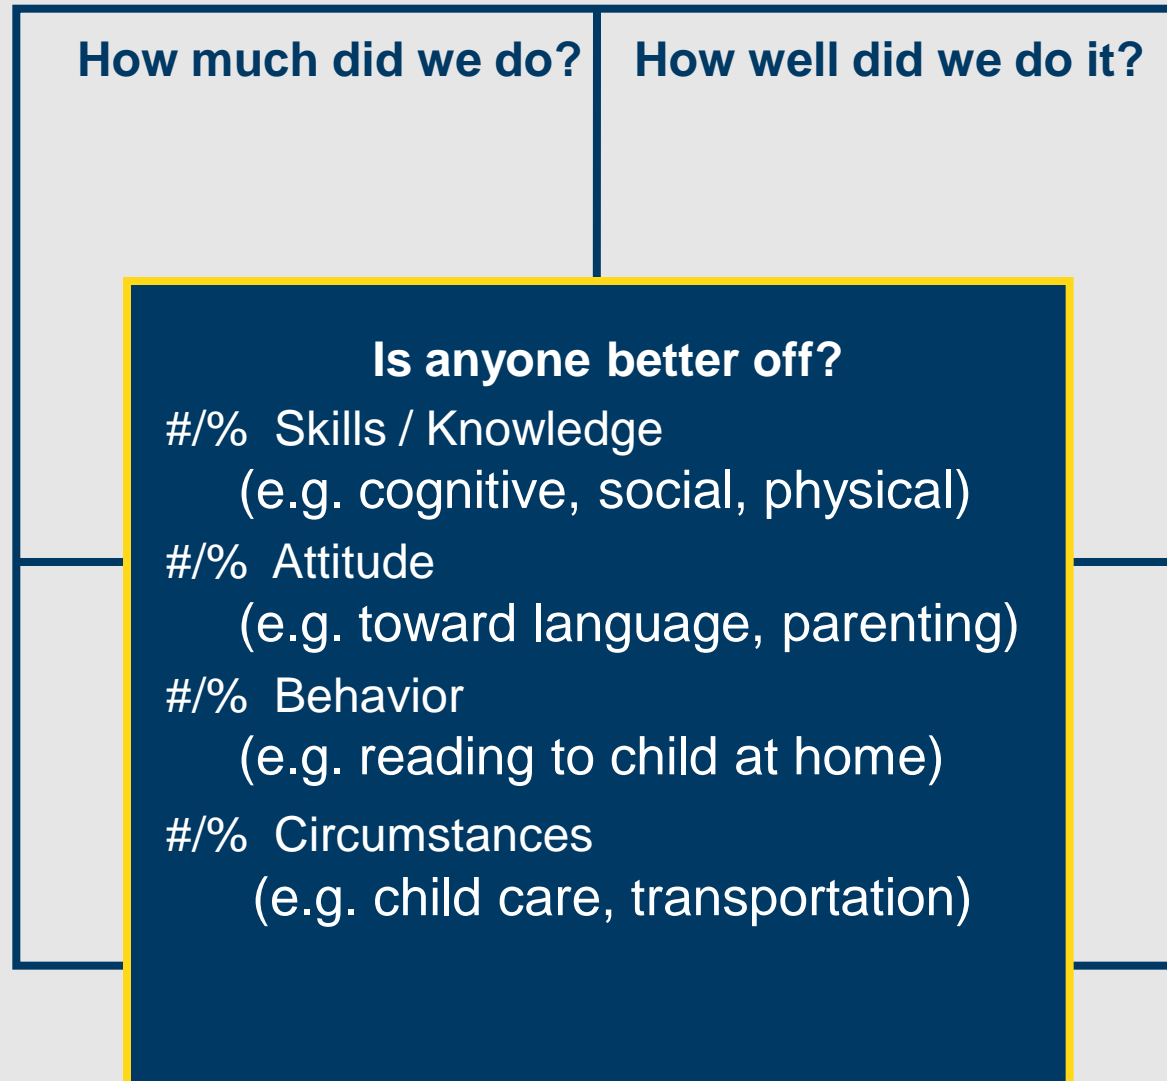 How much did we do?
How well did we do it?
Is anyone better off?
#/% Skills / Knowledge
(e.g. cognitive, social, physical)
#/% Attitude
(e.g. toward language, parenting)
#/% Behavior
(e.g. reading to child at home)
#/% Circumstances
(e.g. child care, transportation)